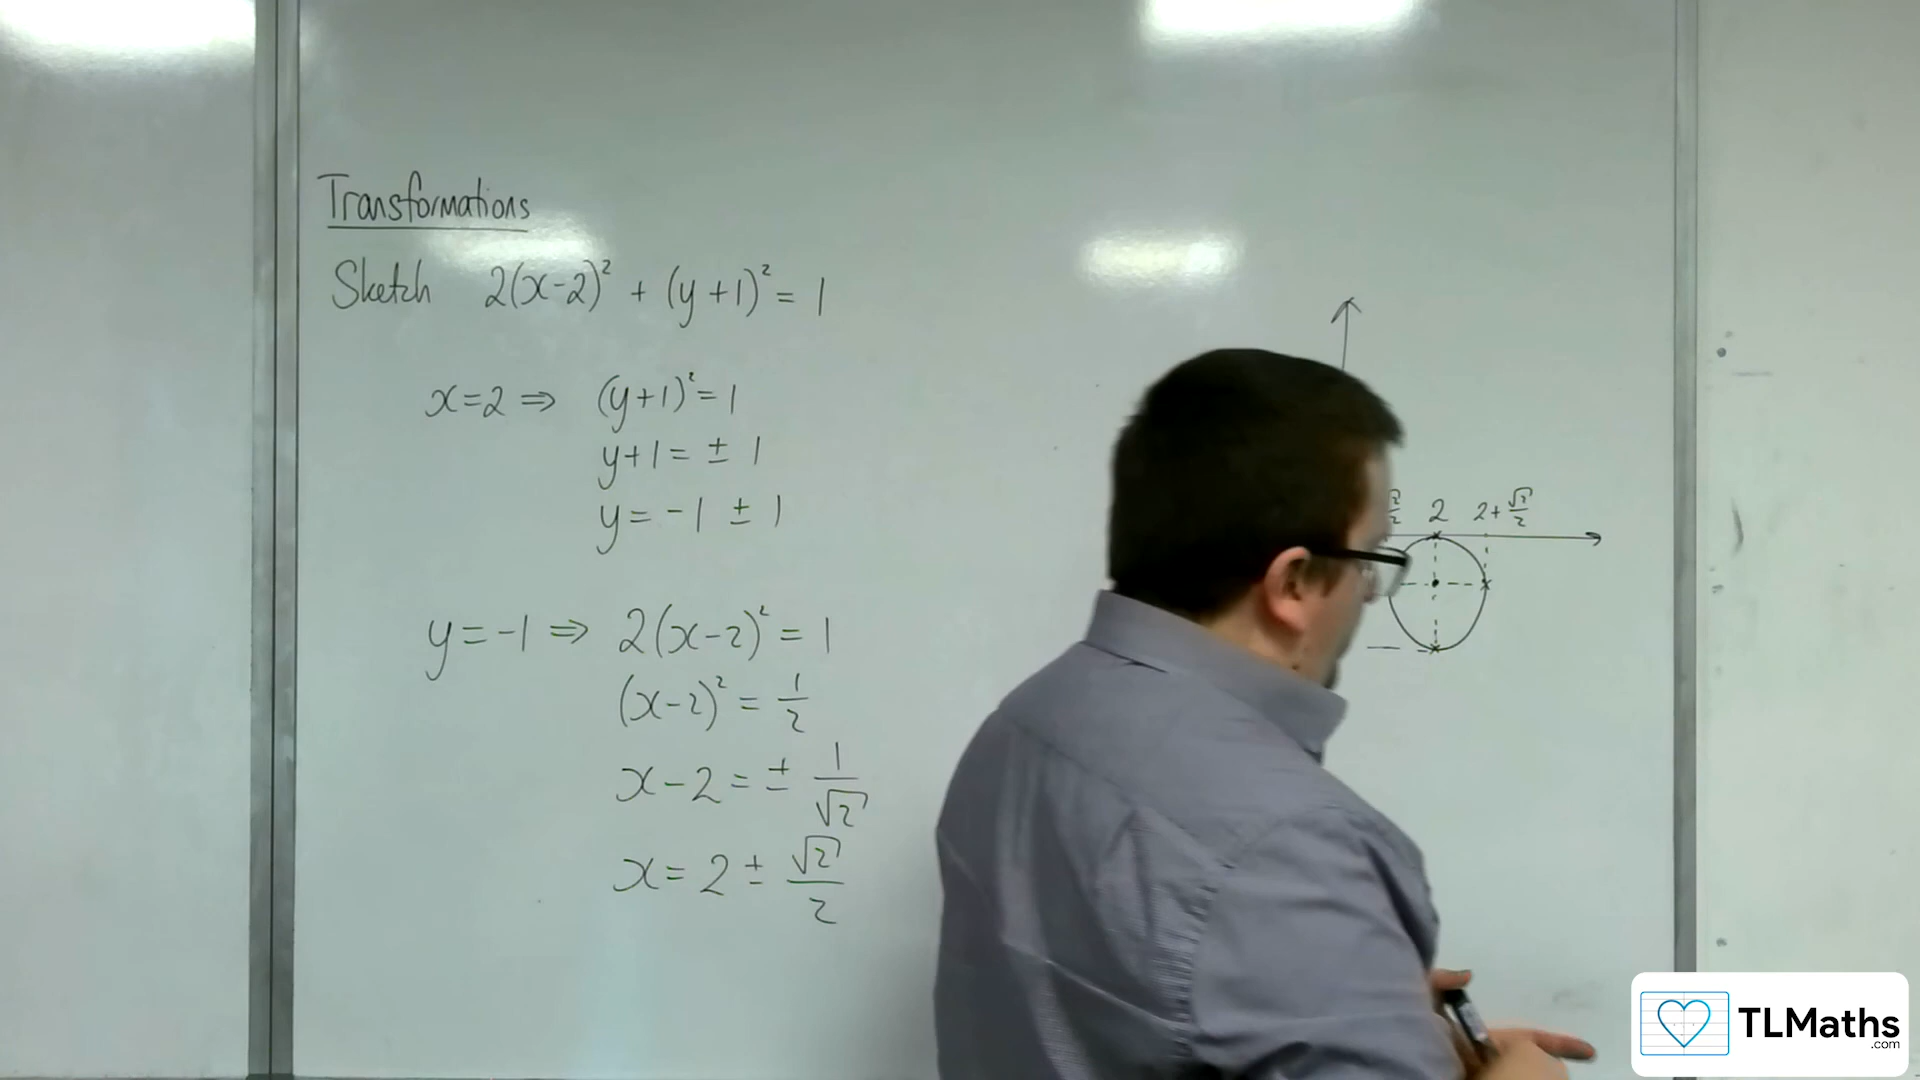 Transformations
Sketch 2(x-2)² + (y+1)² = 1
x=2 ⇒ (y+1)² = 1
y+1 = ± 1
y = -1 ± 1
y = -1 ⇒ 2(x-2)² = 1
(x-2)² = 1/2
x-2 = ± 1/√2
x = 2 ± √2/2
2 2+√2/2
TLMaths
.com